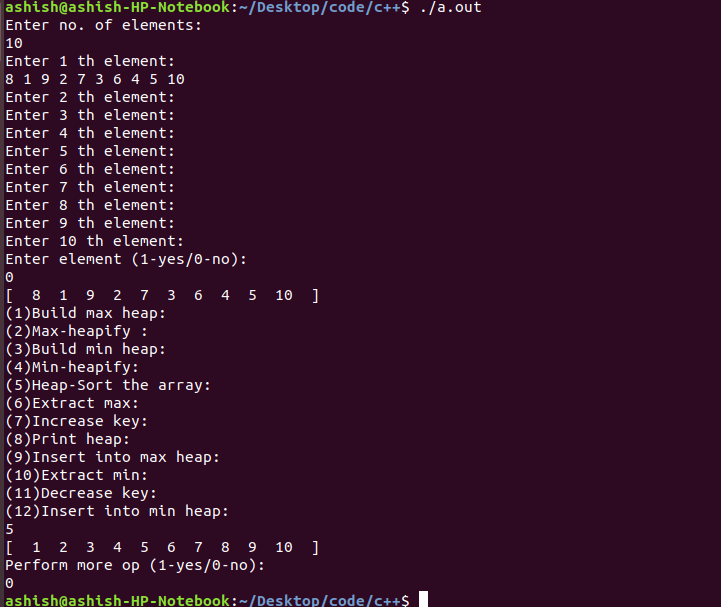 ashish@ashish-HP-Notebook:~/Desktop/code/c++$ ./a.out
Enter no. of elements:
10
Enter 1 th element:
8 1 9 2 7 3 6 4 5 10
Enter 2 th element:
Enter 3 th element:
Enter 4 th element:
Enter 5 th element:
Enter 6 th element:
Enter 7 th element:
Enter 8 th element:
Enter 9 th element:
Enter 10 th element:
Enter element (1-yes/0-no):
0
[  8  1  9  2  7  3  6  4  5  10  ]
(1)Build max heap:
(2)Max-heapify :
(3)Build min heap:
(4)Min-heapify:
(5)Heap-Sort the array:
(6)Extract max:
(7)Increase key:
(8)Print heap:
(9)Insert into max heap:
(10)Extract min:
(11)Decrease key:
(12)Insert into min heap:
5
[  1  2  3  4  5  6  7  8  9  10  ]
Perform more op (1-yes/0-no):
0
ashish@ashish-HP-Notebook:~/Desktop/code/c++$